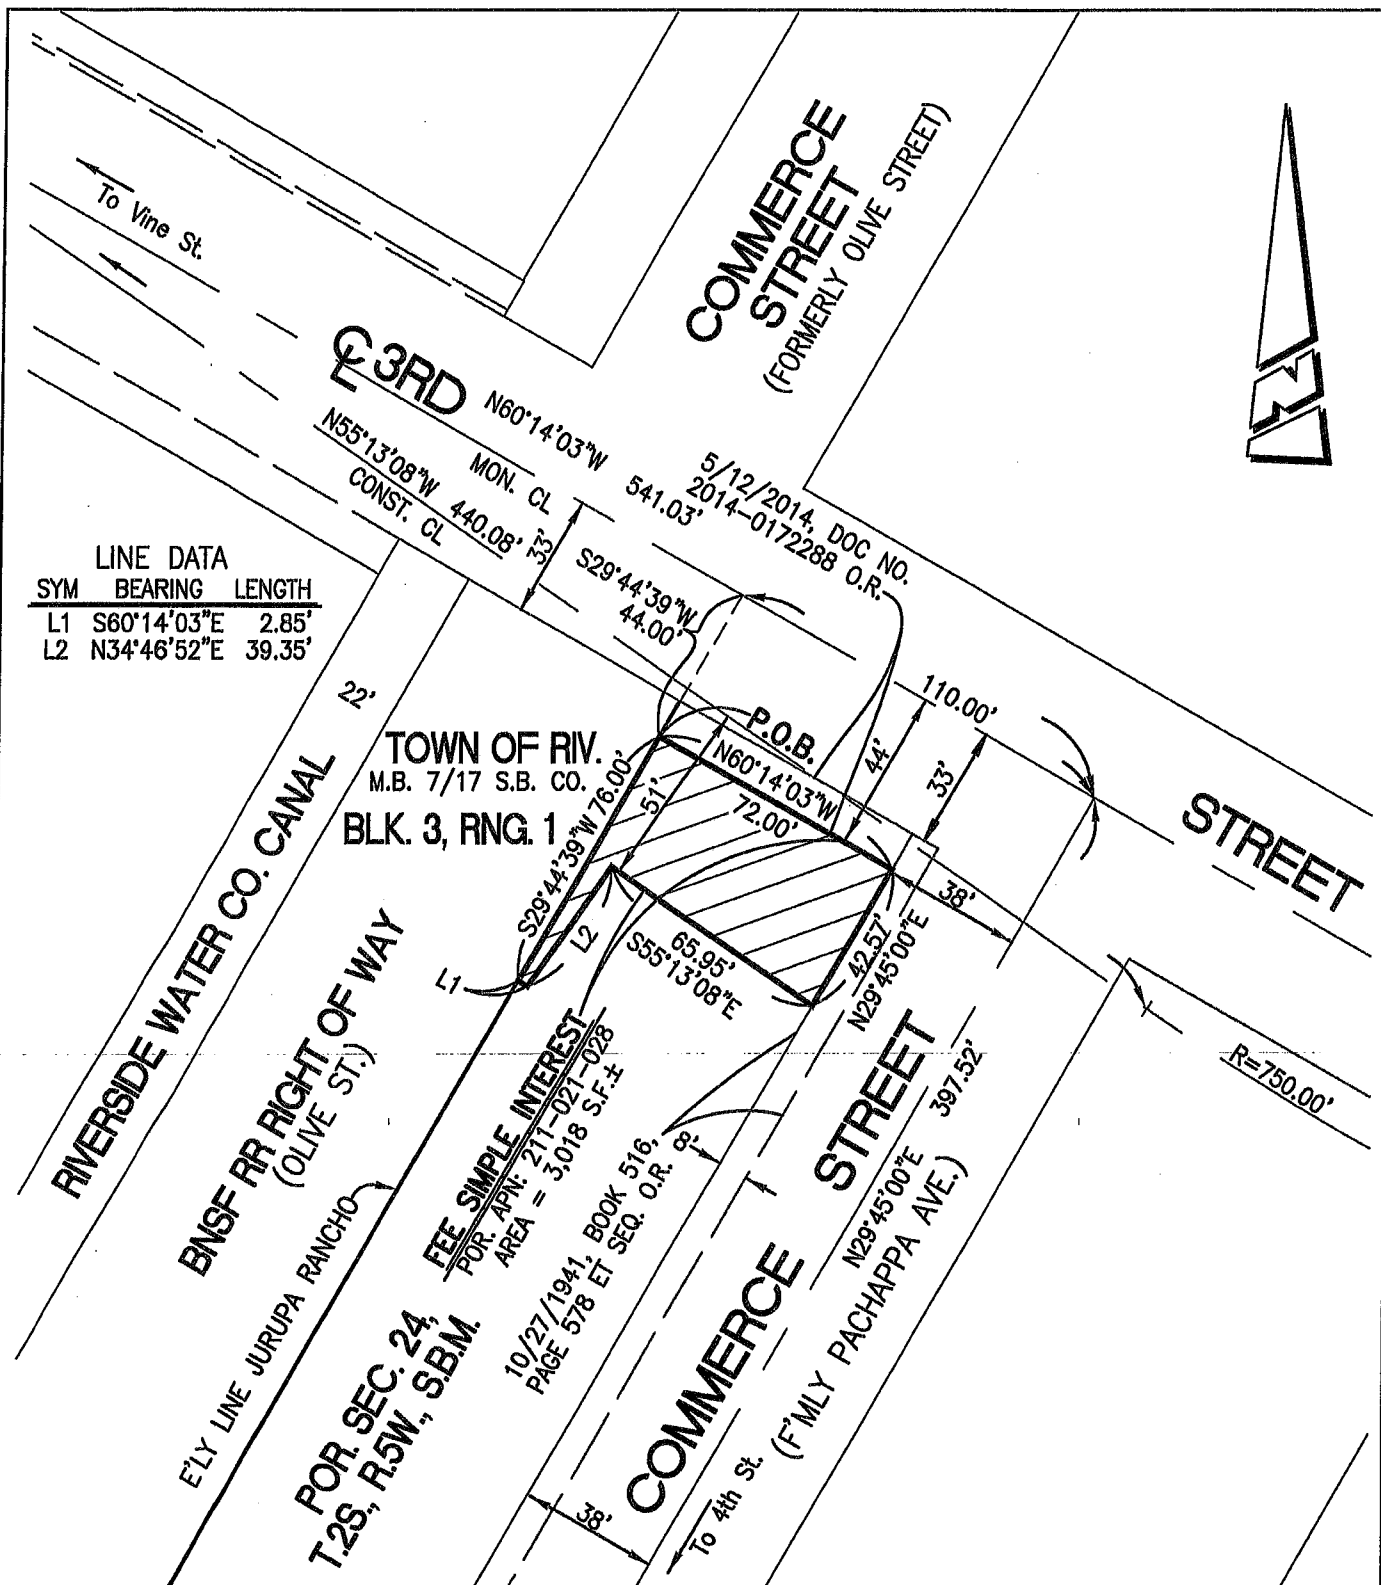 COMMERCE
STREET
(FORMERLY OLIVE STREET)
To Vine St.
℄ 3RD
N60°14'03"W
541.03'
MON. CL
N55°13'08"W 440.08'
CONST. CL
33'
5/12/2014, DOC NO.
2014-0172288 O.R.
S29°44'39"W
44.00'
LINE DATA
SYM BEARING LENGTH
L1 S60°14'03"E 2.85'
L2 N34°46'52"E 39.35'
22'
110.00'
P.O.B.
44'
33'
TOWN OF RIV.
M.B. 7/17 S.B. CO.
BLK. 3, RNG. 1
N60°14'03"W
72.00'
51'
S29°44'39"W 76.00'
STREET
38'
L2
65.95'
S55°13'08"E
42.57'
N29°45'00"E
L1
RIVERSIDE WATER CO. CANAL
BNSF RR RIGHT OF WAY
(OLIVE ST.)
E'LY LINE JURUPA RANCHO
FEE SIMPLE INTEREST
POR. APN: 211-021-028
AREA = 3,018 S.F.±
8'
10/27/1941, BOOK 516,
PAGE 578 ET SEQ. O.R.
STREET
N29°45'00"E 397.52'
R=750.00'
POR. SEC. 24,
T.2S., R.5W., S.B.M.
COMMERCE
(F'MLY PACHAPPA AVE.)
38'
To 4th St.
N